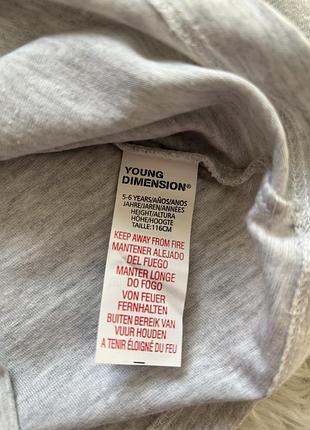 YOUNG
DIMENSION®
5-6 YEARS/AÑOS/ANOS
JAHRE/JAREN/ANNÉES
HEIGHT/ALTURA
HÖHE/HOOGTE
TAILLE:116CM
KEEP AWAY FROM FIRE
MANTENER ALEJADO
DEL FUEGO
MANTER LONGE
DO FOGO
VON FEUER
FERNHALTEN
BUITEN BEREIK VAN
VUUR HOUDEN
A TENIR ÉLOIGNÉ DU FEU